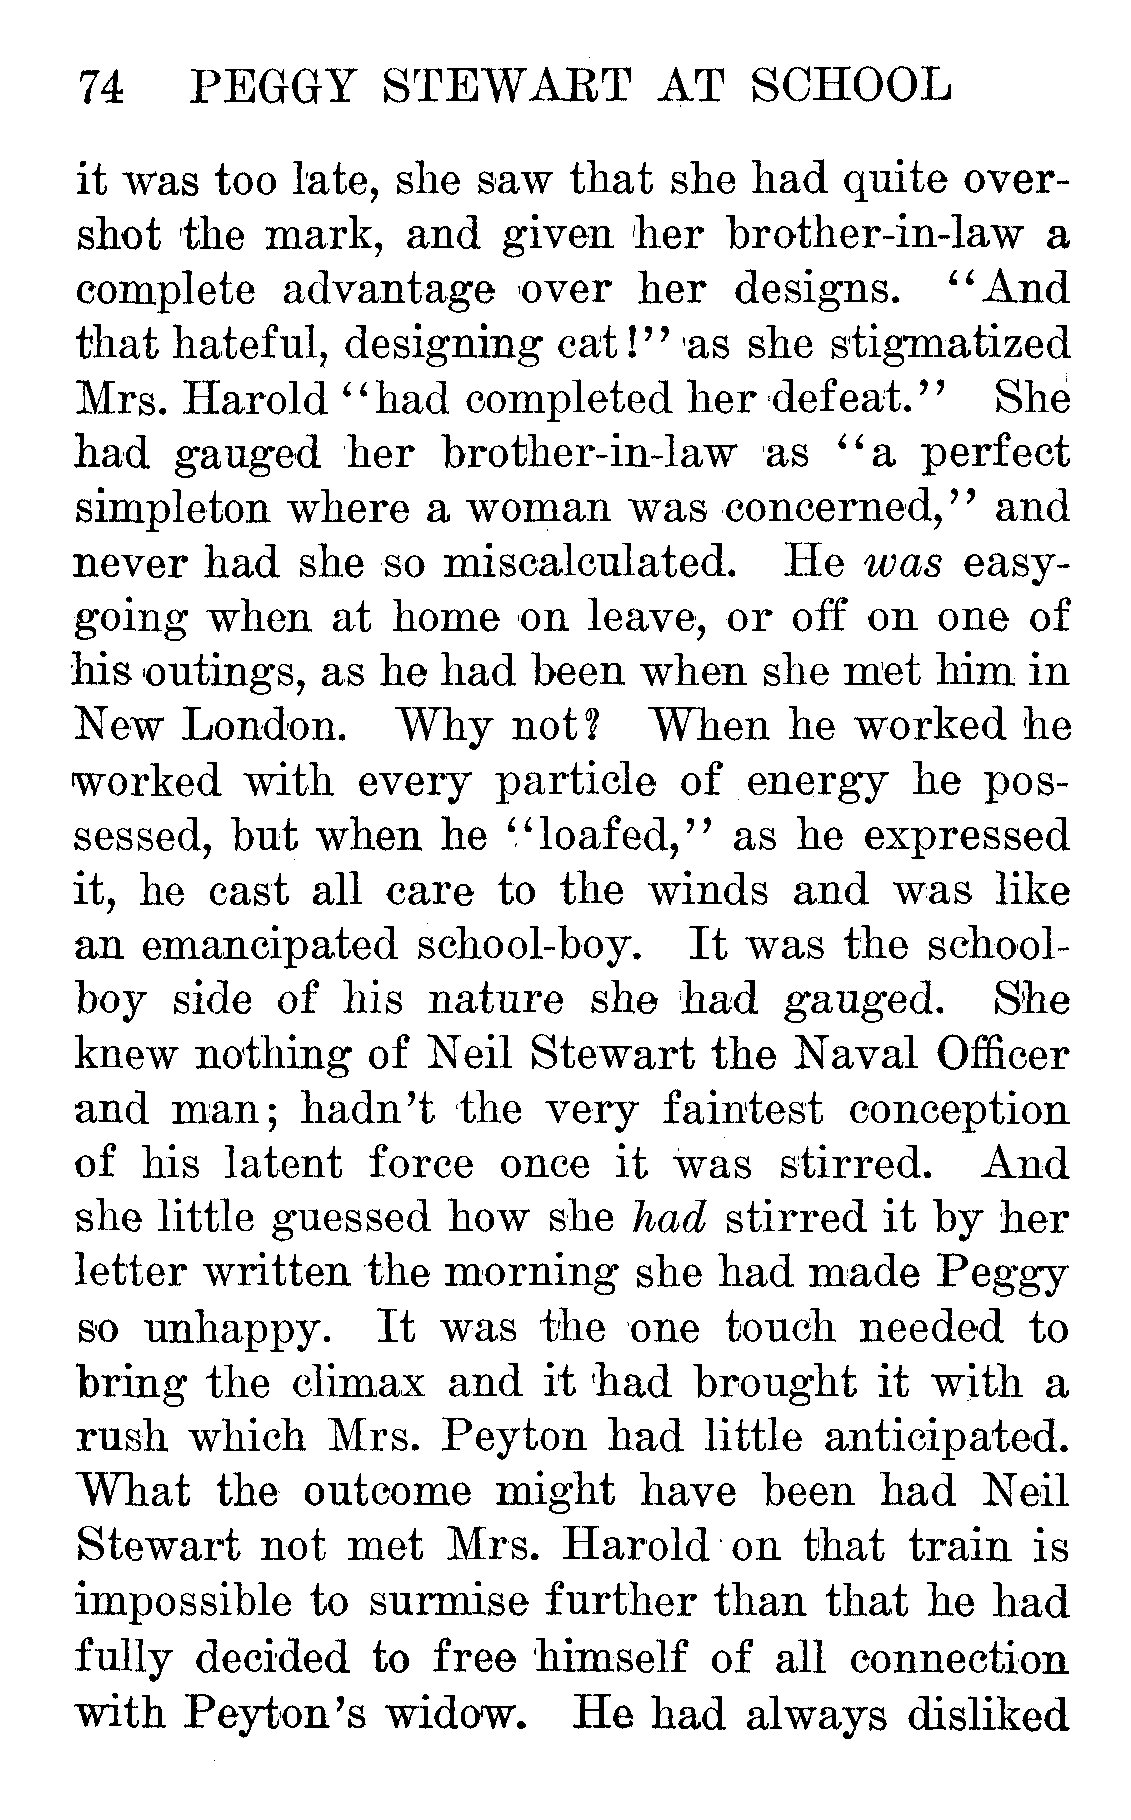 74 PEGGY STEWART AT SCHOOL
it was too late, she saw that she had quite over-
shot the mark, and given her brother-in-law a
complete advantage over her designs. "And
that hateful, designing cat!" as she stigmatized
Mrs. Harold "had completed her defeat." She
had gauged her brother-in-law as "a perfect
simpleton where a woman was concerned," and
never had she so miscalculated. He was easy-
going when at home on leave, or off on one of
his outings, as he had been when she met him in
New London. Why not? When he worked he
worked with every particle of energy he pos-
sessed, but when he "loafed," as he expressed
it, he cast all care to the winds and was like
an emancipated school-boy. It was the school-
boy side of his nature she had gauged. She
knew nothing of Neil Stewart the Naval Officer
and man; hadn't the very faintest conception
of his latent force once it was stirred. And
she little guessed how she had stirred it by her
letter written the morning she had made Peggy
so unhappy. It was the one touch needed to
bring the climax and it had brought it with a
rush which Mrs. Peyton had little anticipated.
What the outcome might have been had Neil
Stewart not met Mrs. Harold on that train is
impossible to surmise further than that he had
fully decided to free himself of all connection
with Peyton's widow. He had always disliked